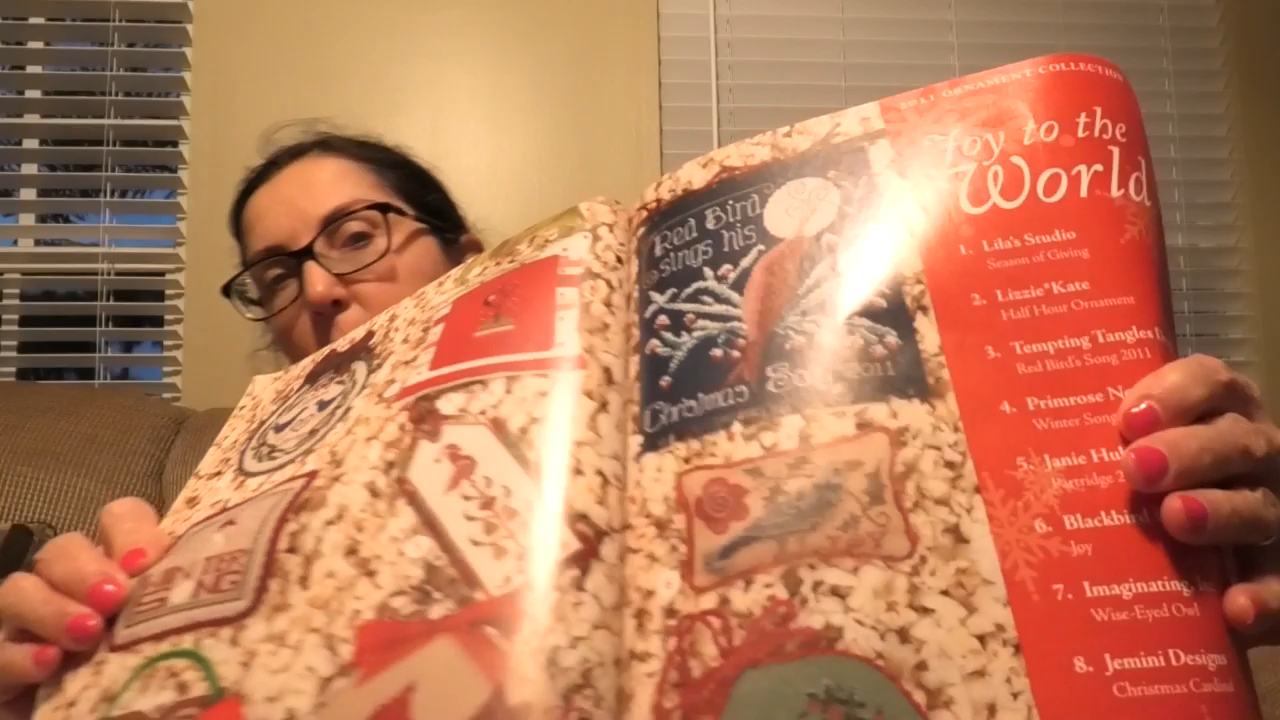 2011 ORNAMENT COLLECTION
Joy to the
World
Red Bird
sings his
Christmas 2011
1. Lila's Studio
Season of Giving
2. Lizzie*Kate
Half Hour Ornament
3. Tempting Tangles
Red Bird's Song 2011
4. Primrose
Winter Song
5. Janie
Partridge
6. Blackbird
Joy
7. Imaginating,
Wise-Eyed Owl
8. Jemini Designs
Christmas Cardinal